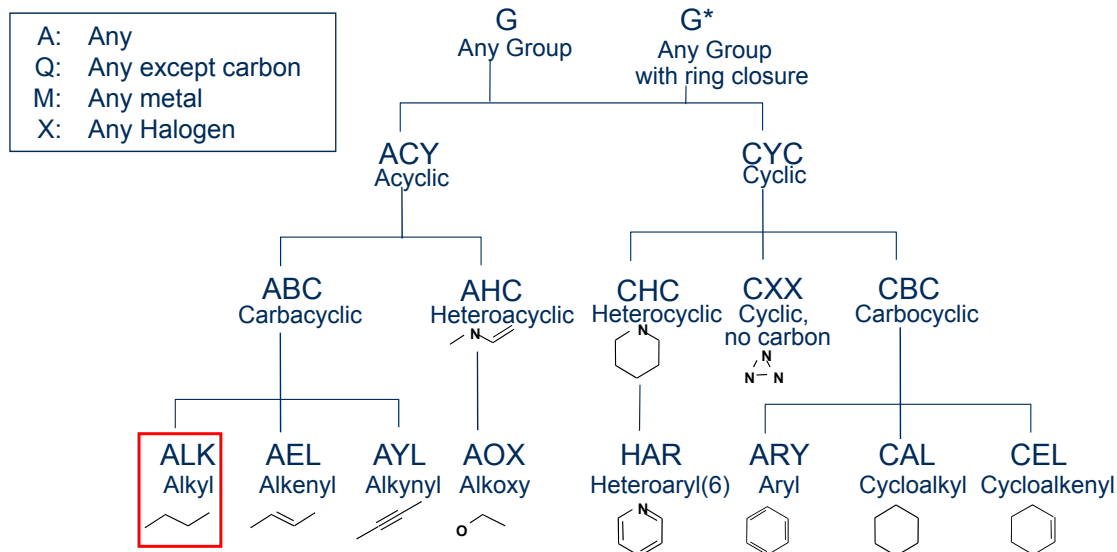 A: Any
Q: Any except carbon
M: Any metal
X: Any Halogen
G
Any Group
G*
Any Group
with ring closure
ACY
Acyclic
CYC
Cyclic
ABC
Carbacyclic
AHC
Heteroacyclic
N
CHC
Heterocyclic
N
CXX
Cyclic,
no carbon
N
N N
CBC
Carbocyclic
ALK
Alkyl
AEL
Alkenyl
AYL
Alkynyl
AOX
Alkoxy
O
HAR
Heteroaryl(6)
N
ARY
Aryl
CAL
Cycloalkyl
CEL
Cycloalkenyl